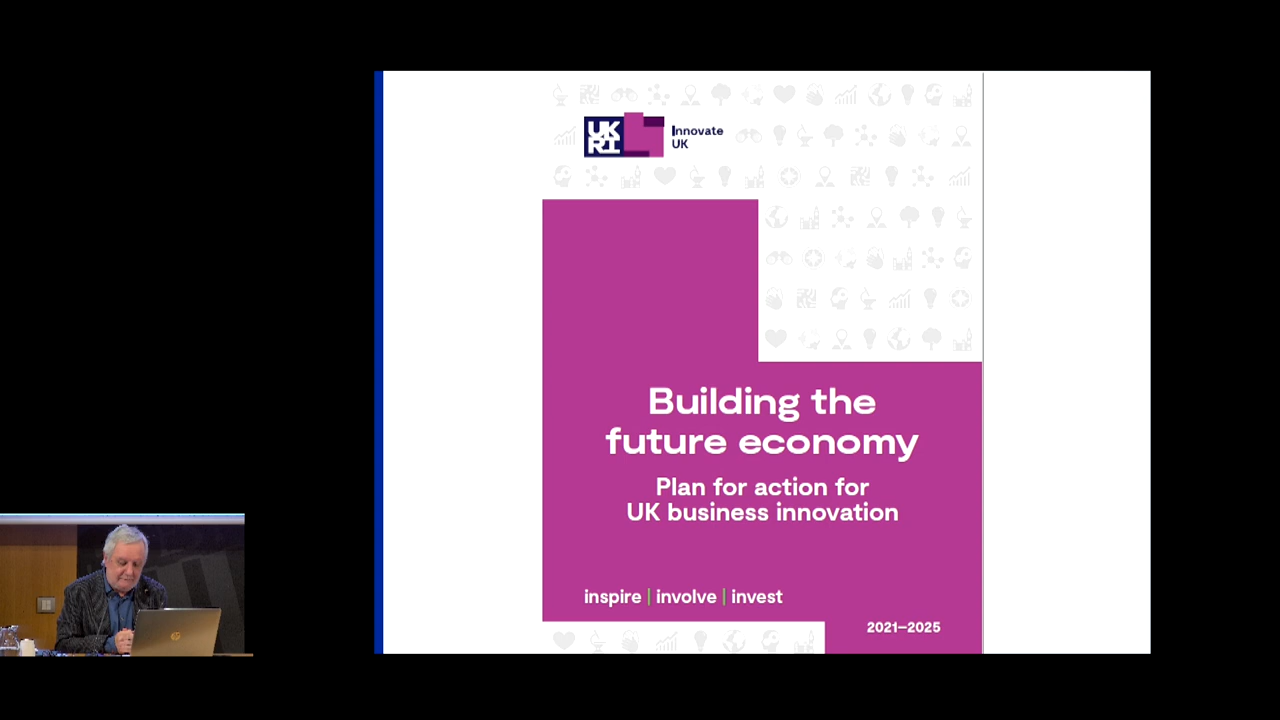 UK
RI
Innovate
UK
Building the
future economy
Plan for action for
UK business innovation
inspire | involve | invest
2021–2025
hp